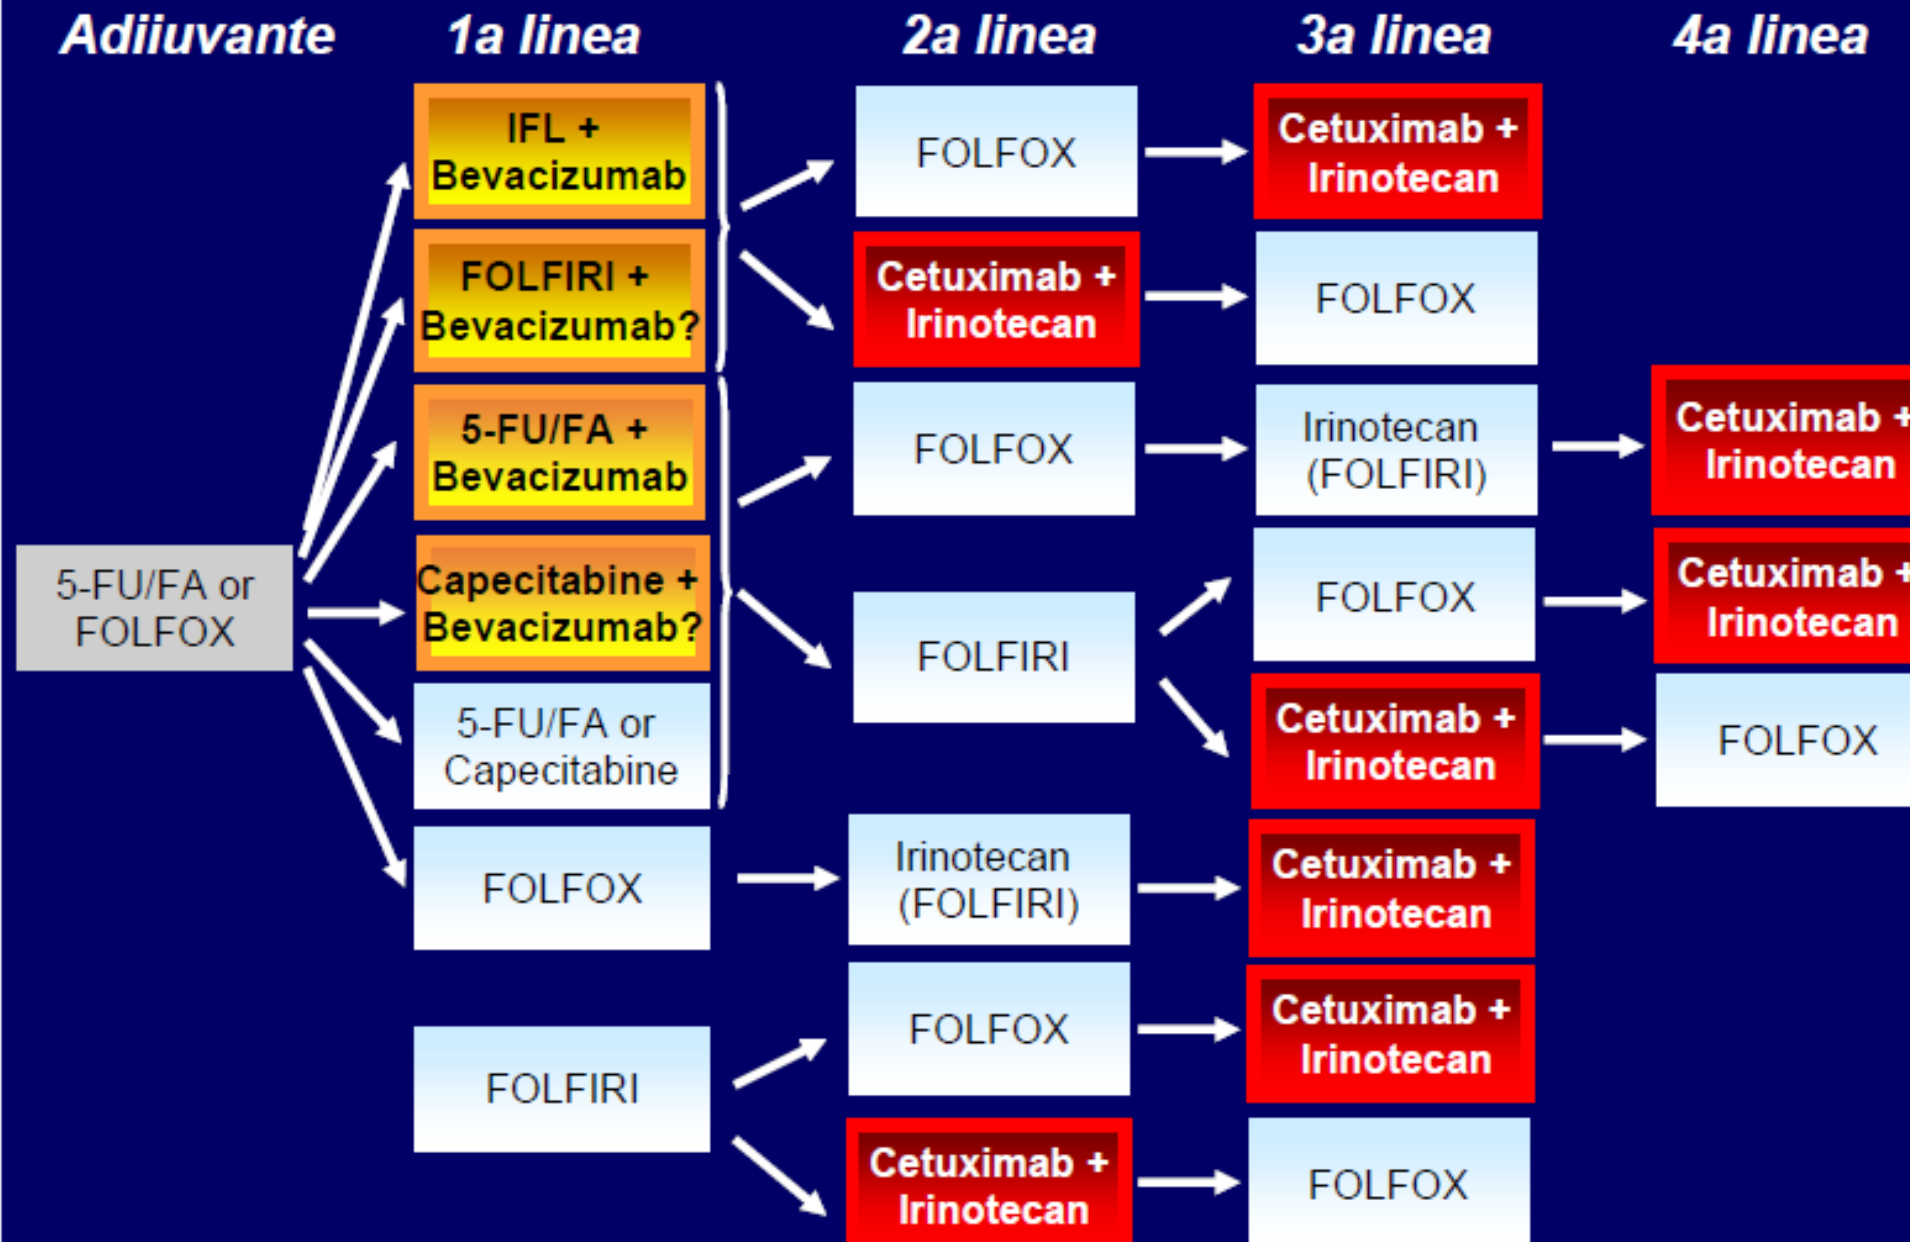 Adiiuvante
1a linea
2a linea
3a linea
4a linea
5-FU/FA or
FOLFOX
IFL +
Bevacizumab
FOLFIRI +
Bevacizumab?
5-FU/FA +
Bevacizumab
Capecitabine +
Bevacizumab?
5-FU/FA or
Capecitabine
FOLFOX
FOLFIRI
FOLFOX
Cetuximab +
Irinotecan
FOLFOX
FOLFIRI
Irinotecan
(FOLFIRI)
FOLFOX
Cetuximab +
Irinotecan
Cetuximab +
Irinotecan
FOLFOX
Irinotecan
(FOLFIRI)
FOLFOX
Cetuximab +
Irinotecan
Cetuximab +
Irinotecan
Cetuximab +
Irinotecan
FOLFOX
Cetuximab +
Irinotecan
Cetuximab +
Irinotecan
FOLFOX